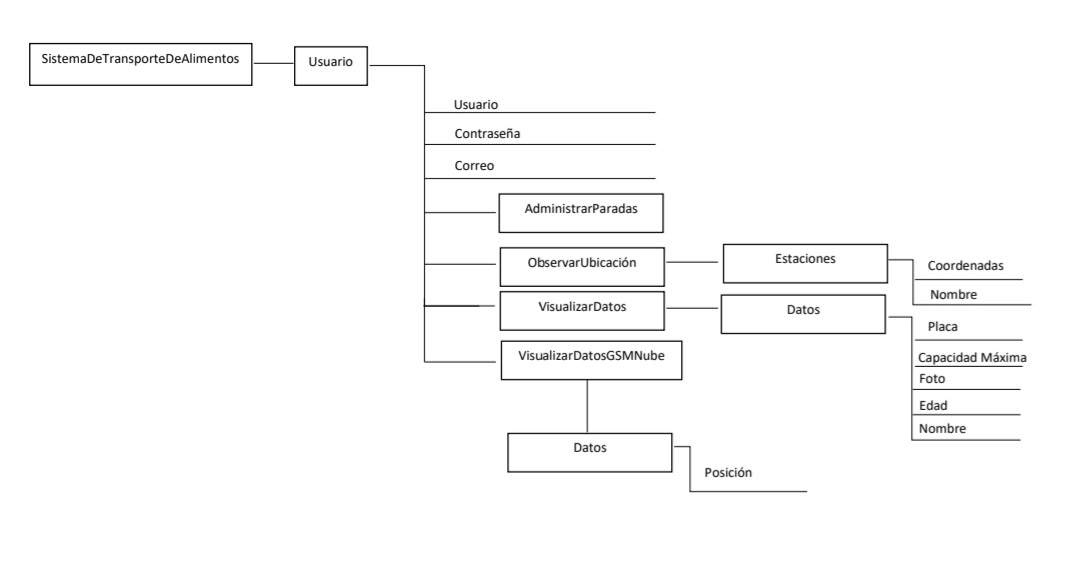 SistemaDeTransporteDeAlimentos
Usuario
Usuario
Contraseña
Correo
AdministrarParadas
ObservarUbicación
Estaciones
Coordenadas
Nombre
VisualizarDatos
Datos
Placa
Capacidad Máxima
Foto
Edad
Nombre
VisualizarDatosGSMNube
Datos
Posición